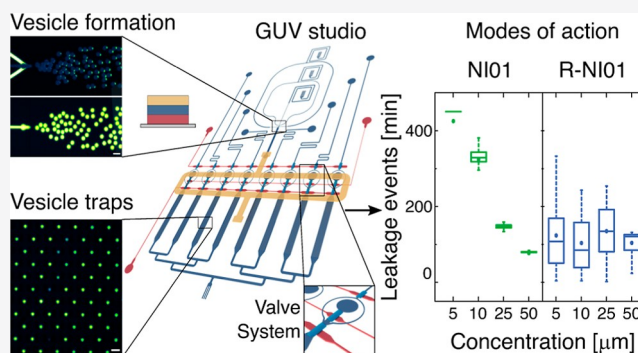 Vesicle formation
GUV studio
Modes of action
NI01
R-NI01
Leakage events [min]
400
200
0
5
10
25
50
5
10
25
50
Concentration [μm]
Vesicle traps
Valve
System